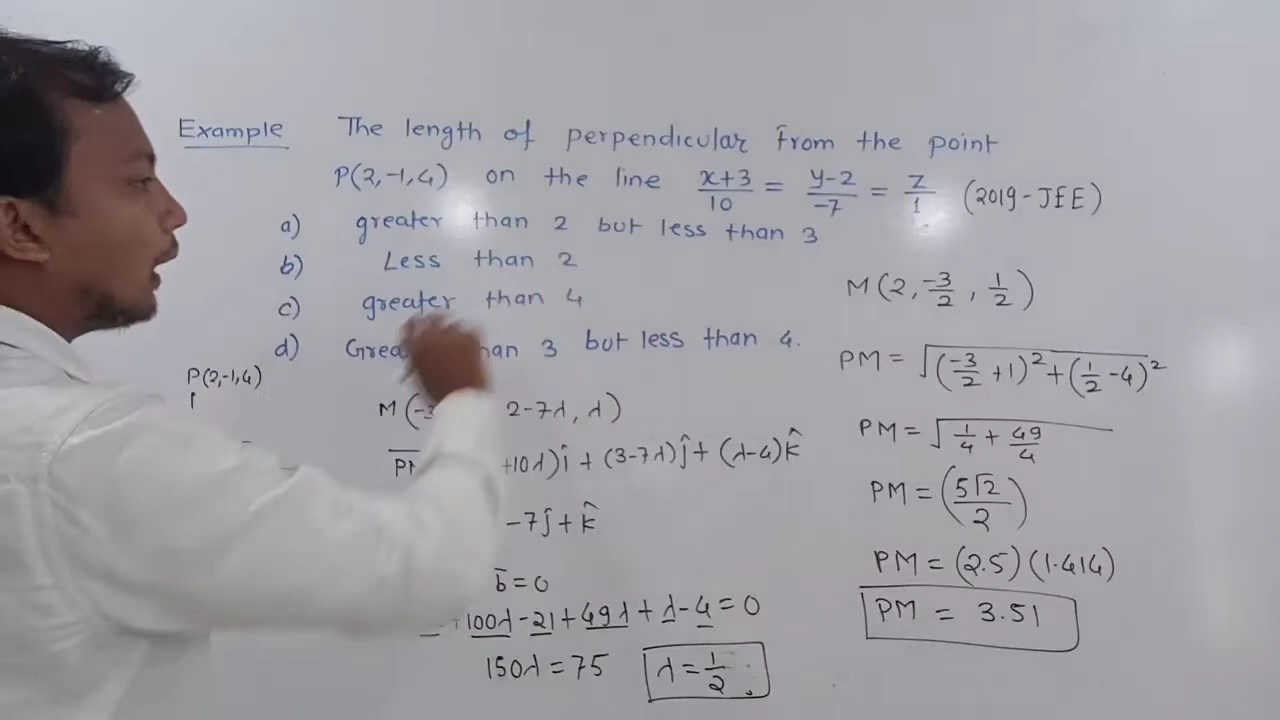 Example The length of perpendicular from the point
P(2,-1,4) on the line x+3/10 = y-2/-7 = z/1 (2019-JEE)
a) greater than 2 but less than 3
b) Less than 2
c) greater than 4
d) than 3 but less than 4.
P(2,-1,4)
M(-3 2-7λ, λ)
+10λ)î + (3-7λ)ĵ + (λ-4)k̂
-7ĵ + k̂
b̄ = 0
+100λ-21+49λ+λ-4=0
150λ = 75 λ = 1/2
M(2, -3/2, 1/2)
PM = √(-3/2 + 1)² + (1/2 - 4)²
PM = √1/4 + 49/4
PM = (5√2/2)
PM = (2.5)(1.414)
PM = 3.51